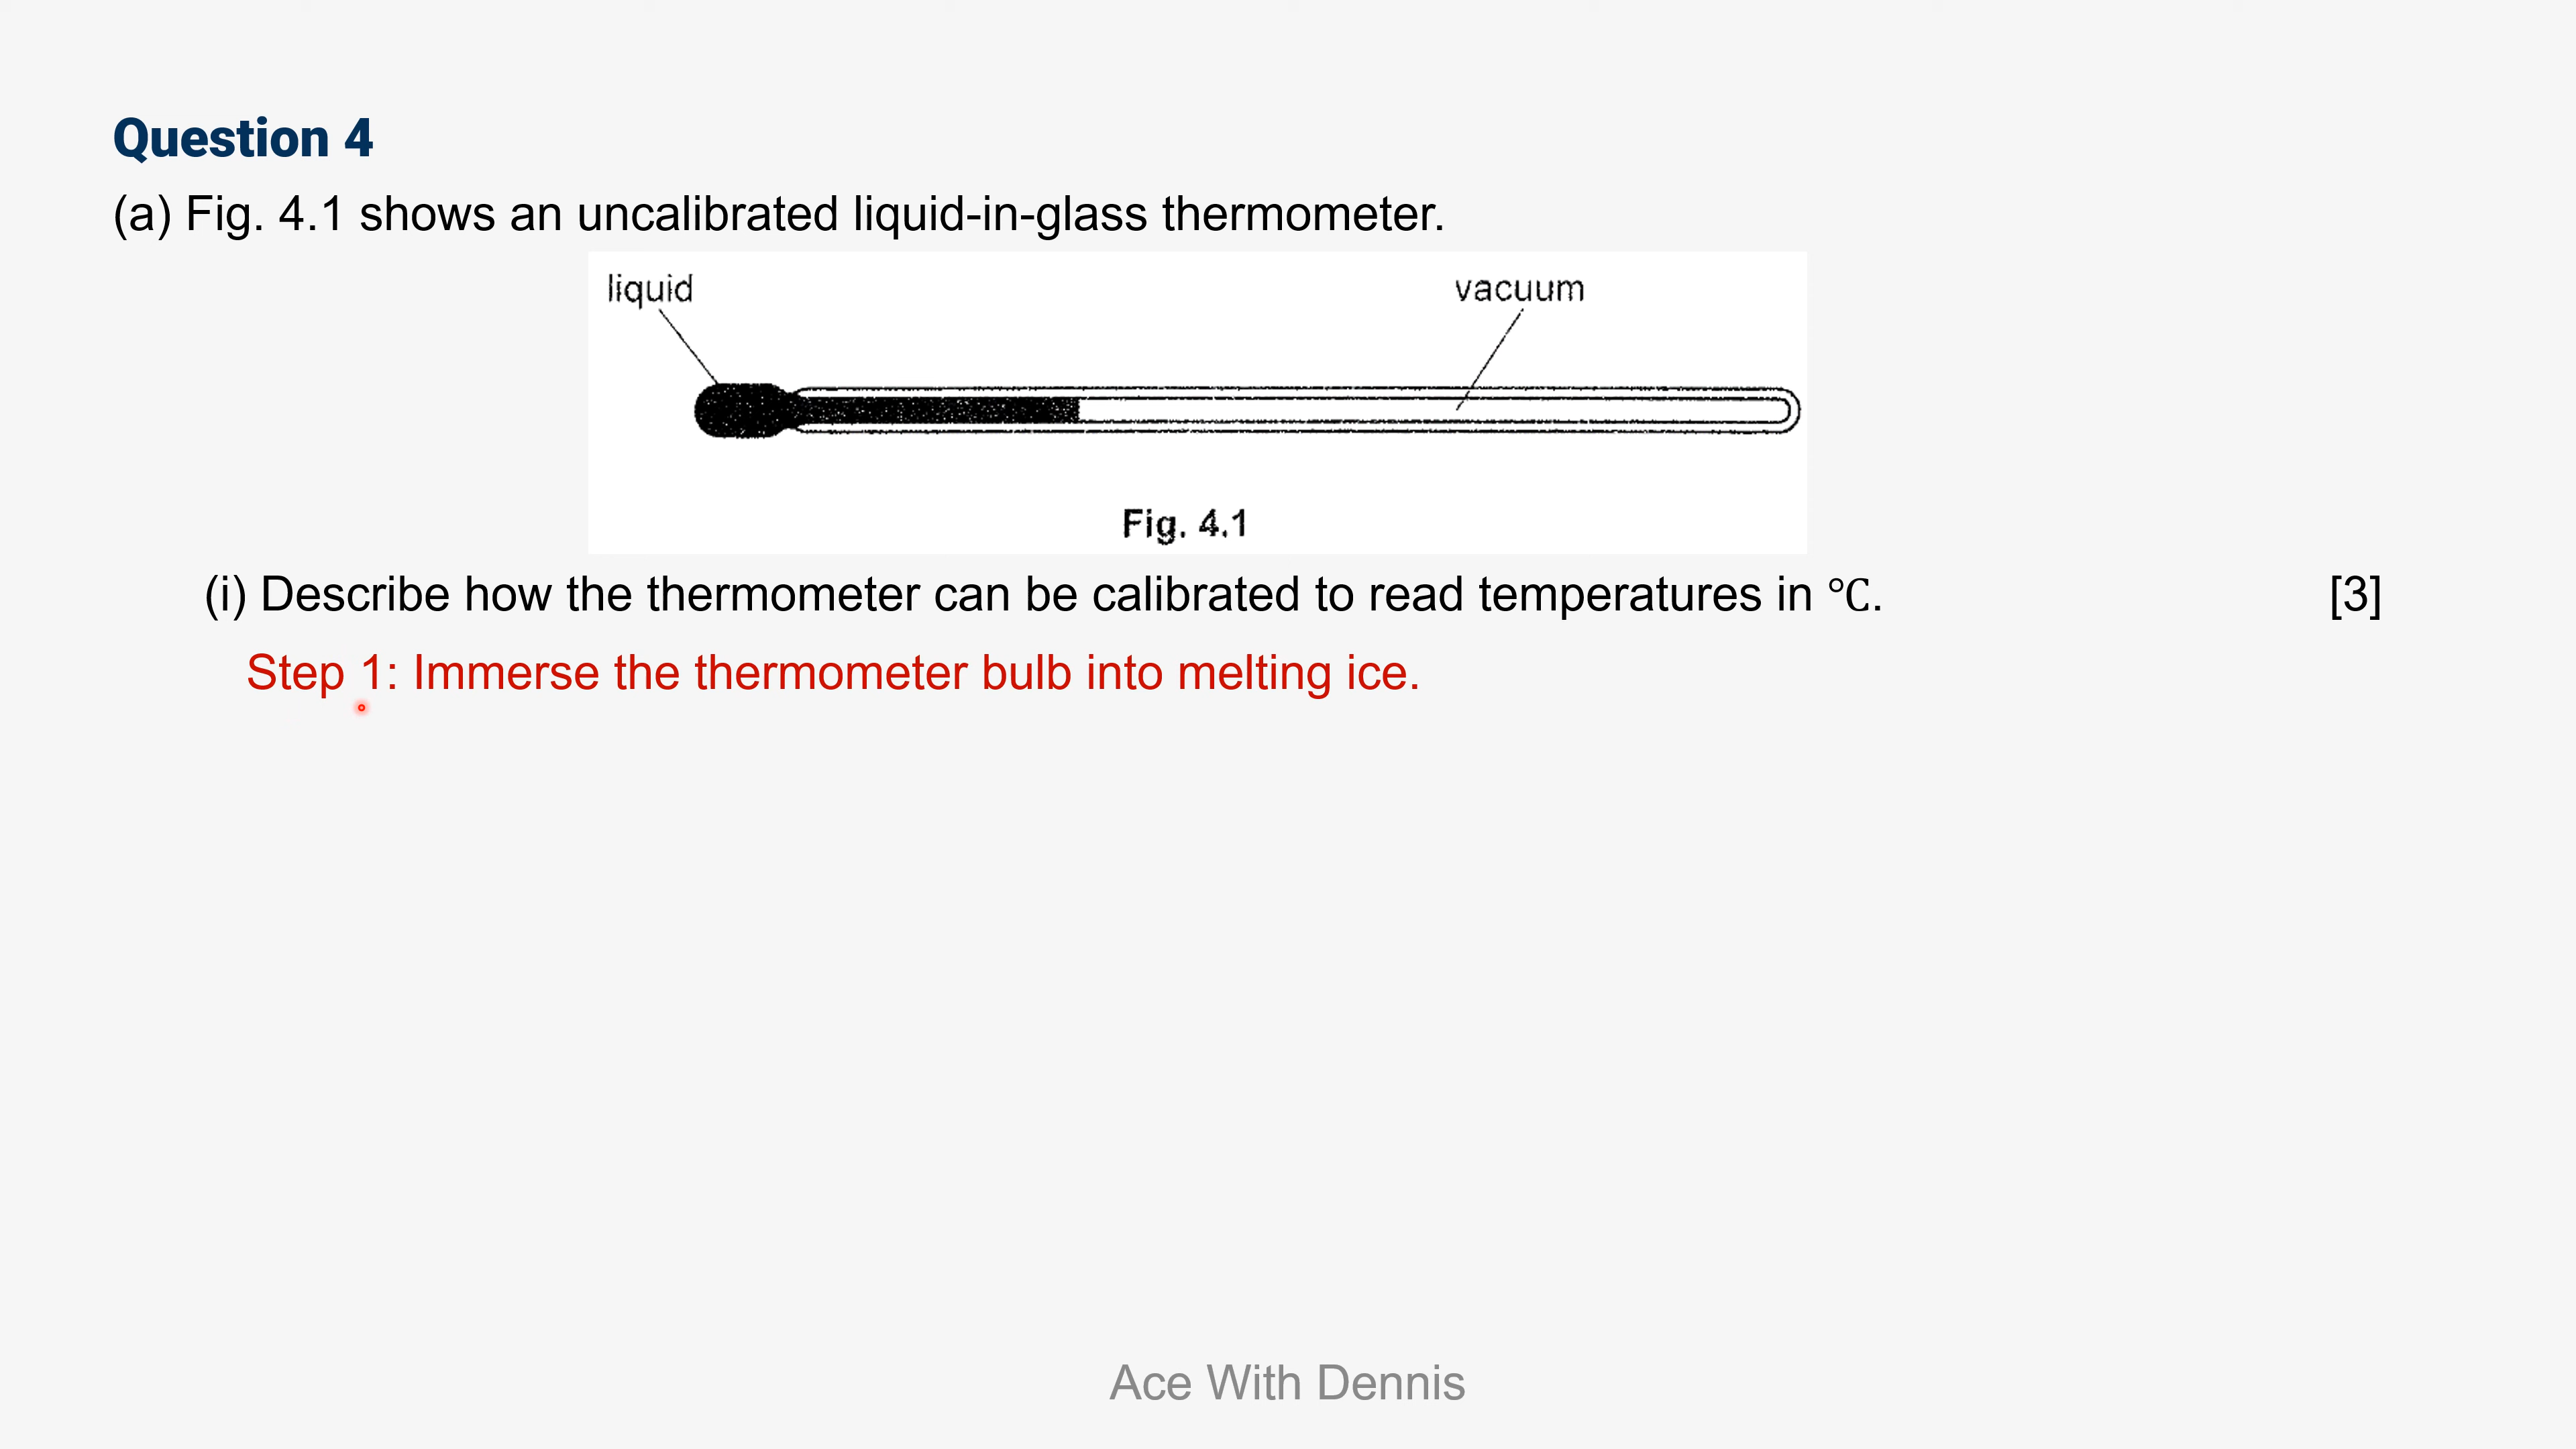 Question 4
(a) Fig. 4.1 shows an uncalibrated liquid-in-glass thermometer.
liquid
vacuum
Fig. 4.1
(i) Describe how the thermometer can be calibrated to read temperatures in °C. [3]
Step 1: Immerse the thermometer bulb into melting ice.
Ace With Dennis